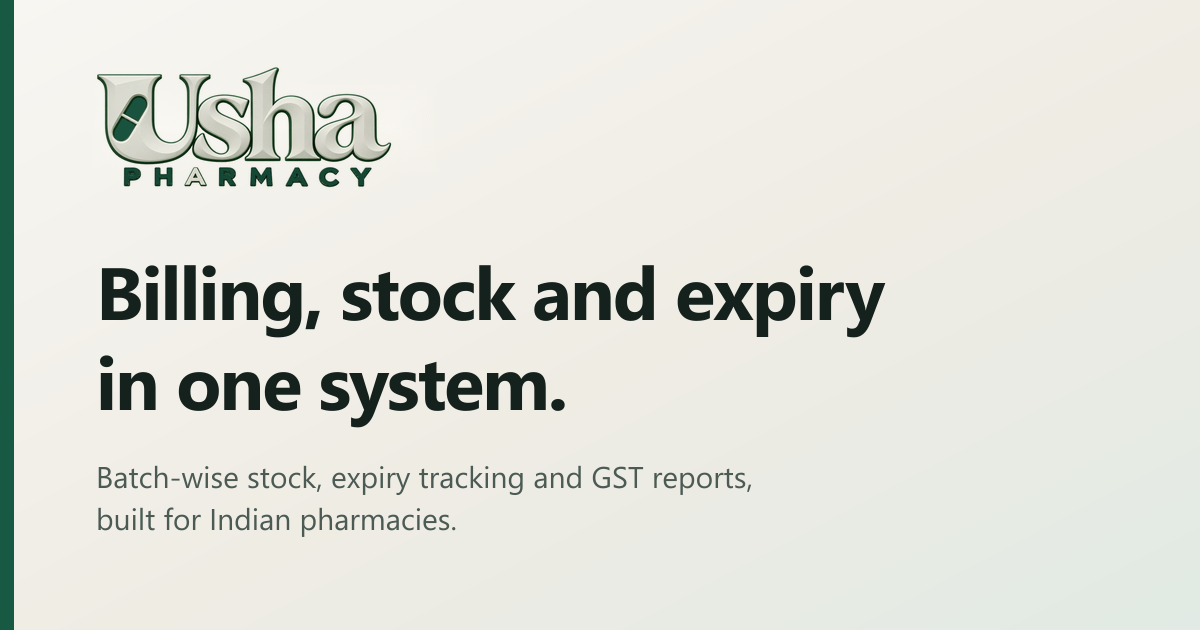 Usha
PHARMACY
Billing, stock and expiry
in one system.
Batch-wise stock, expiry tracking and GST reports,
built for Indian pharmacies.